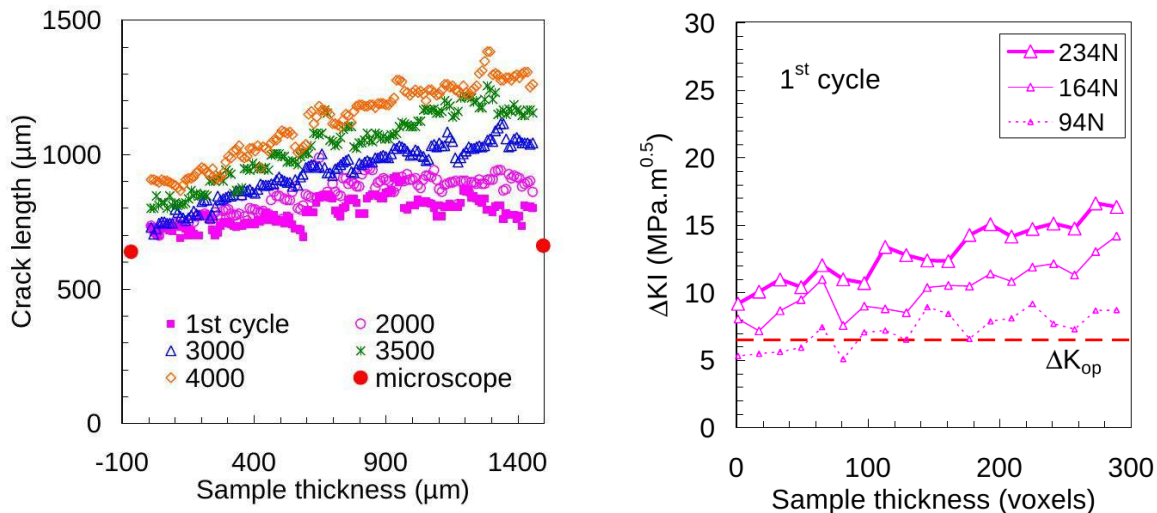 1500
1000
500
0
-100
400
900
1400
Crack length (µm)
Sample thickness (µm)
1st cycle
2000
3000
3500
4000
microscope
30
25
20
15
10
5
0
0
100
200
300
ΔKI (MPa.m^0.5)
Sample thickness (voxels)
1st cycle
234N
164N
94N
ΔKop